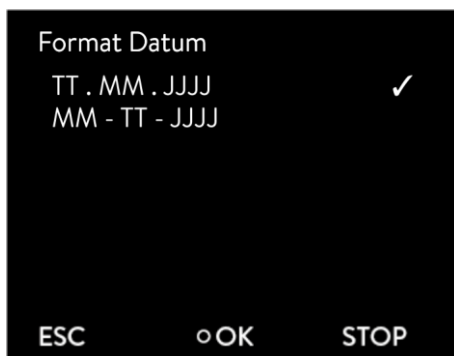 Format Datum
TT . MM . JJJJ ✓
MM - TT - JJJJ
ESC ○ OK STOP